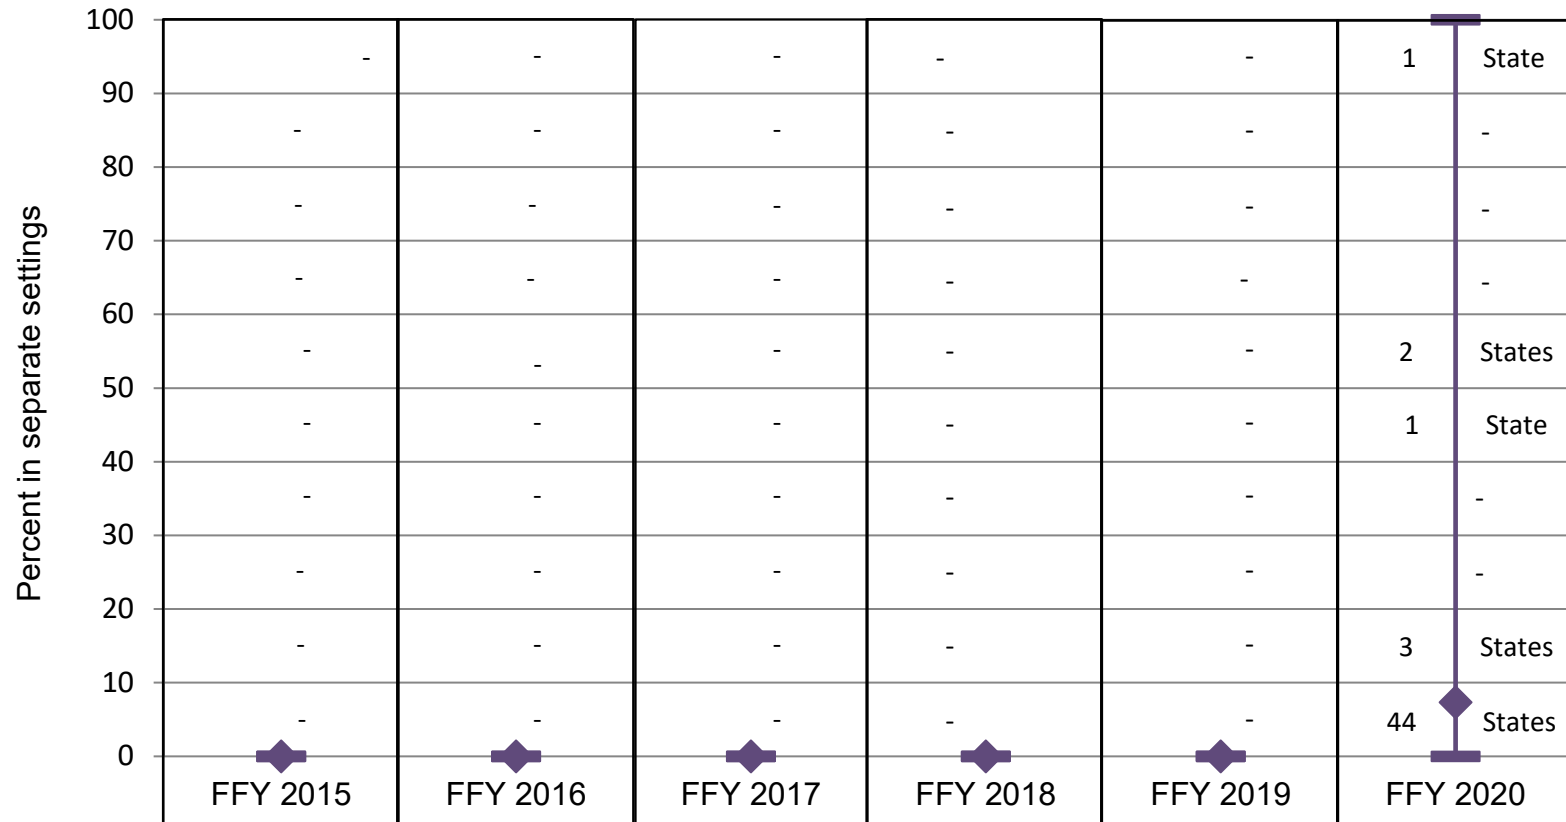 Percent in separate settings
100
- - - - - 1 State
90
- - - - - -
80
- - - - - -
70
- - - - - -
60
- - - - - 2 States
50
- - - - - 1 State
40
- - - - - -
30
- - - - - -
20
- - - - - 3 States
10
- - - - - 44 States
0
FFY 2015 FFY 2016 FFY 2017 FFY 2018 FFY 2019 FFY 2020